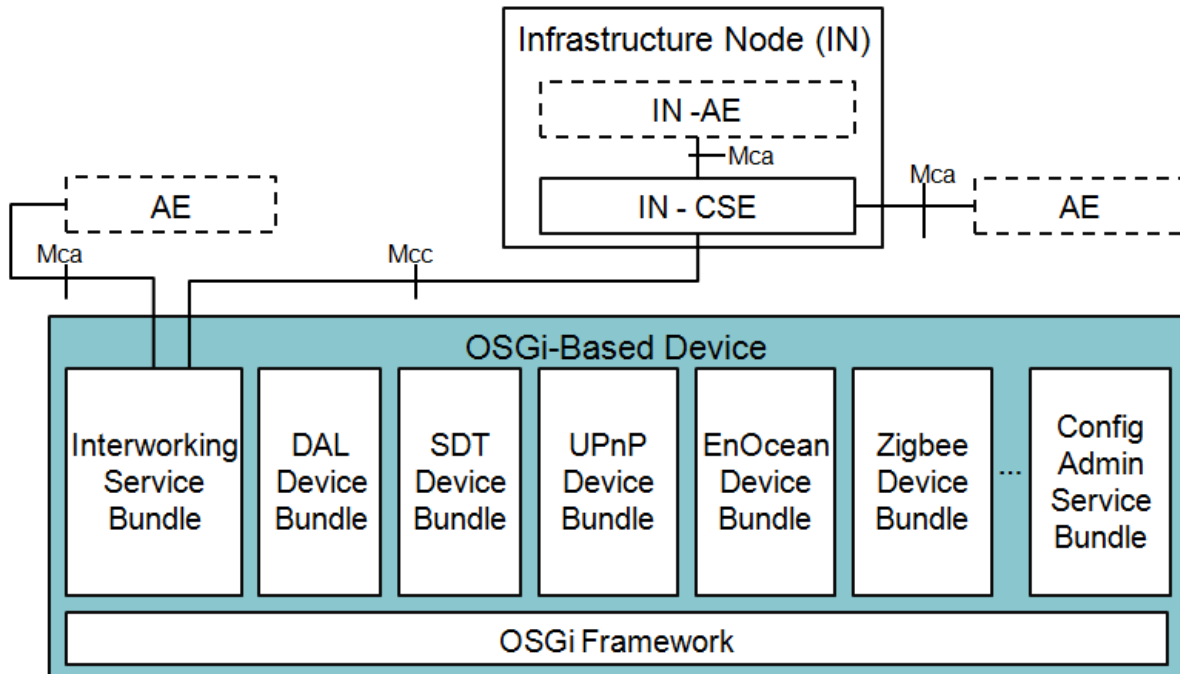 Infrastructure Node (IN)
IN -AE
Mca
Mca
AE
IN - CSE
AE
Mca
Mcc
OSGi-Based Device
Interworking
Service
Bundle
DAL
Device
Bundle
SDT
Device
Bundle
UPnP
Device
Bundle
EnOcean
Device
Bundle
Zigbee
Device
Bundle
...
Config
Admin
Service
Bundle
OSGi Framework